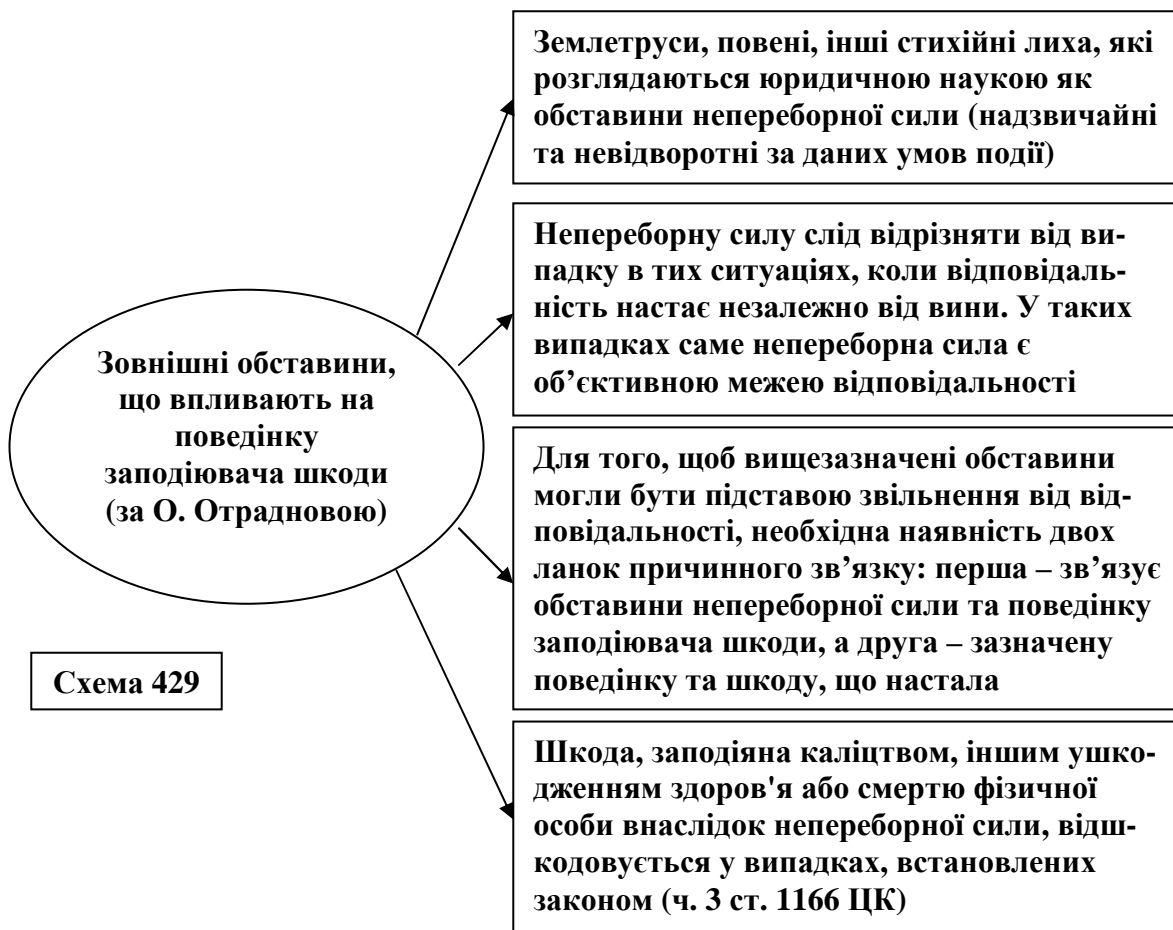 Землетруси, повені, інші стихійні лиха, які
розглядаються юридичною наукою як
обставини непереборної сили (надзвичайні
та невідворотні за даних умов події)
Непереборну силу слід відрізняти від ви-
падку в тих ситуаціях, коли відповідаль-
ність настає незалежно від вини. У таких
випадках саме непереборна сила є
об’єктивною межею відповідальності
Зовнішні обставини,
що впливають на
поведінку
заподіювача шкоди
(за О. Отрадновою)
Для того, щоб вищезазначені обставини
могли бути підставою звільнення від від-
повідальності, необхідна наявність двох
ланок причинного зв’язку: перша – зв’язує
обставини непереборної сили та поведінку
заподіювача шкоди, а друга – зазначену
поведінку та шкоду, що настала
Схема 429
Шкода, заподіяна каліцтвом, іншим ушко-
дженням здоров'я або смертю фізичної
особи внаслідок непереборної сили, відш-
кодовується у випадках, встановлених
законом (ч. 3 ст. 1166 ЦК)